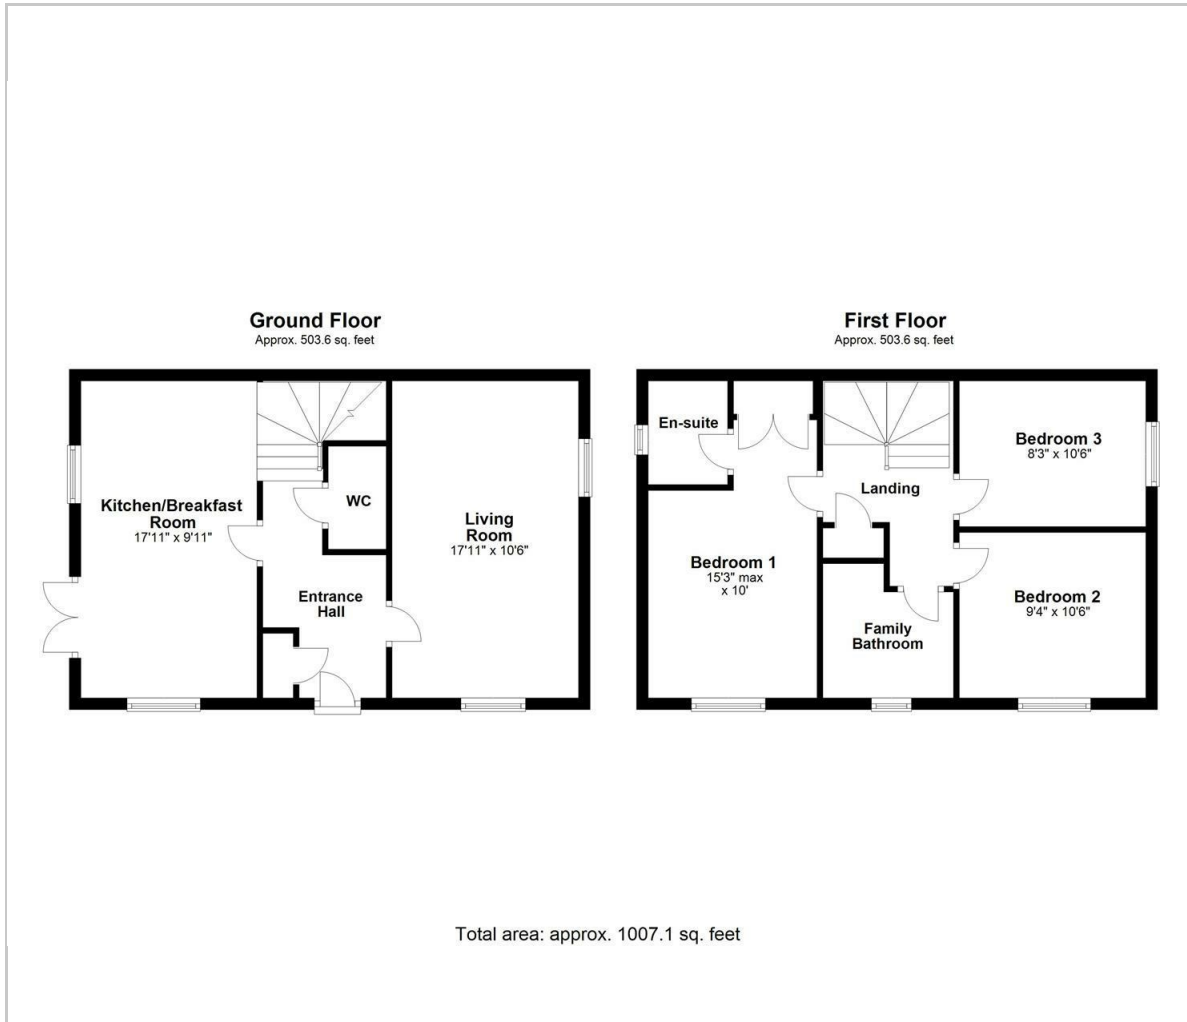 Ground Floor
Approx. 503.6 sq. feet
Kitchen/Breakfast
Room
17'11" x 9'11"
WC
Living
Room
17'11" x 10'6"
Entrance
Hall
First Floor
Approx. 503.6 sq. feet
En-suite
Bedroom 3
8'3" x 10'6"
Landing
Bedroom 1
15'3" max
x 10'
Bedroom 2
9'4" x 10'6"
Family
Bathroom
Total area: approx. 1007.1 sq. feet